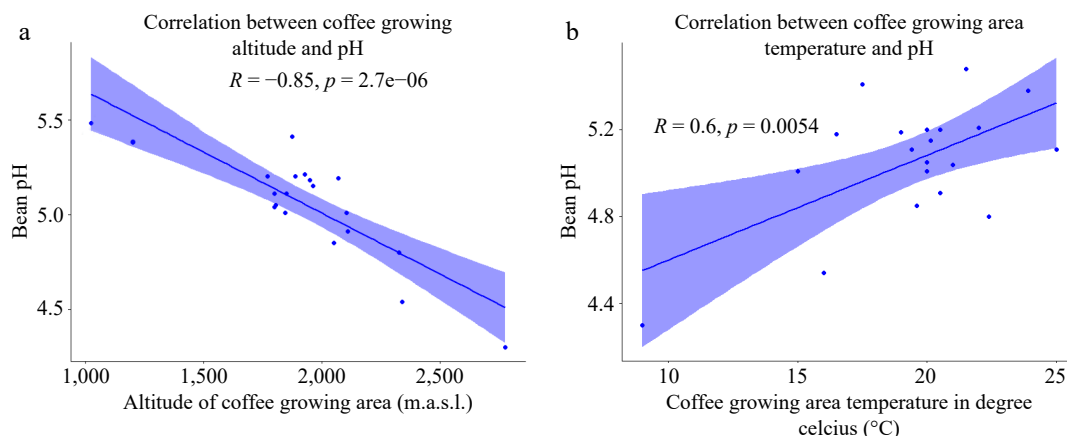 a
Correlation between coffee growing
altitude and pH
R = −0.85, p = 2.7e−06
5.5
5.0
4.5
Bean pH
1,000
1,500
2,000
2,500
Altitude of coffee growing area (m.a.s.l.)
b
Correlation between coffee growing area
temperature and pH
R = 0.6, p = 0.0054
5.2
4.8
4.4
Bean pH
10
15
20
25
Coffee growing area temperature in degree
celcius (°C)